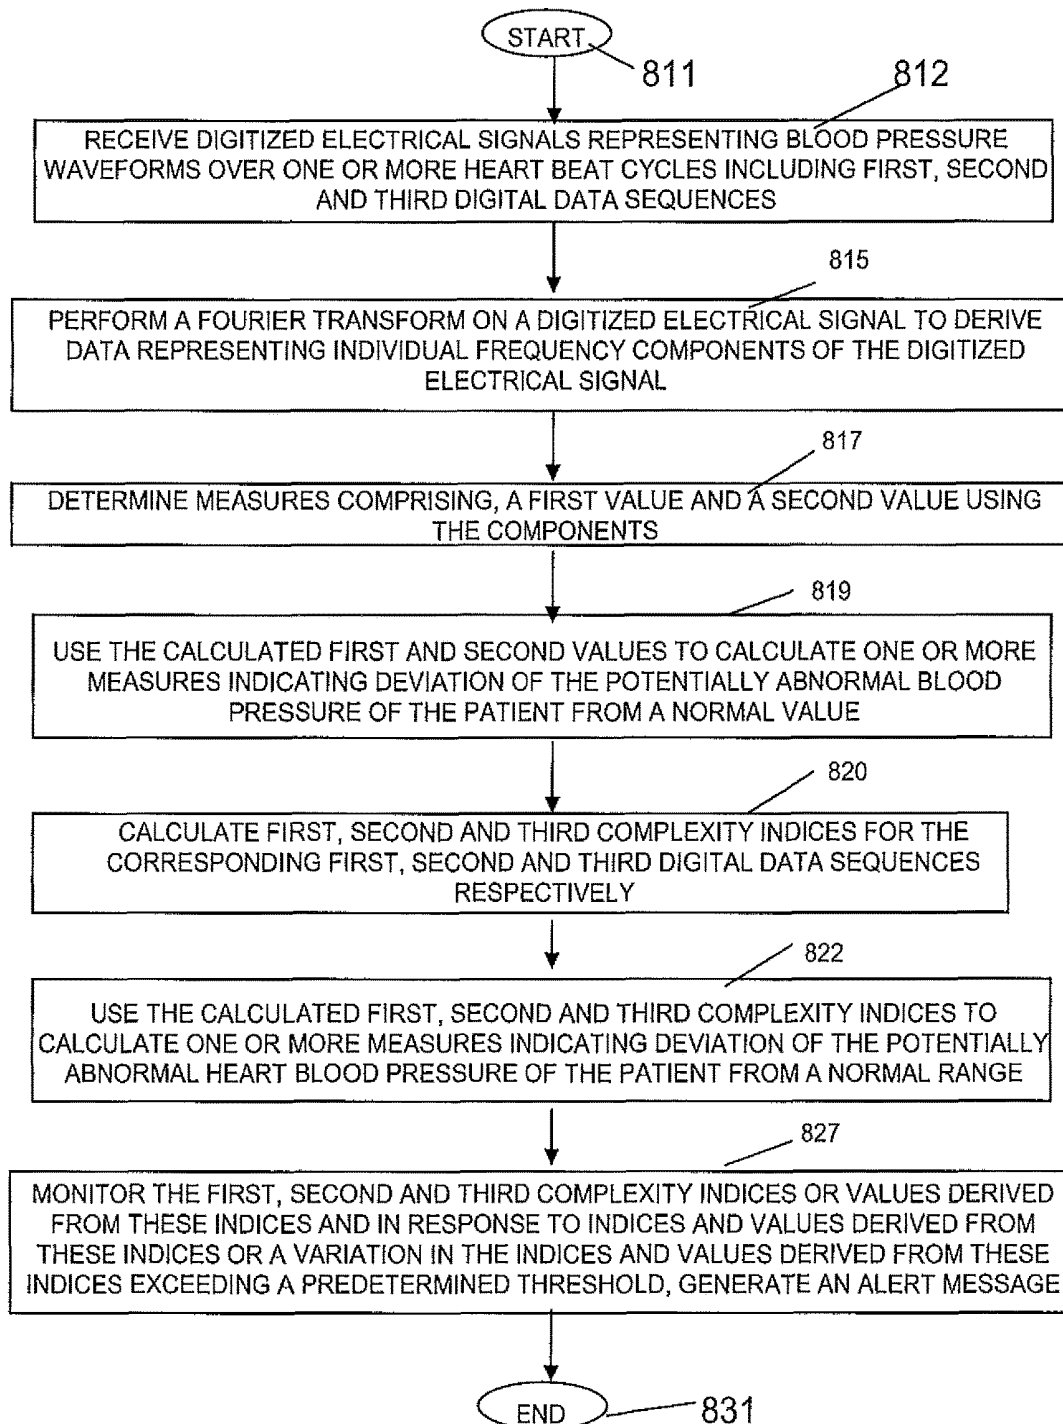 START
811
812
RECEIVE DIGITIZED ELECTRICAL SIGNALS REPRESENTING BLOOD PRESSURE
WAVEFORMS OVER ONE OR MORE HEART BEAT CYCLES INCLUDING FIRST, SECOND
AND THIRD DIGITAL DATA SEQUENCES
815
PERFORM A FOURIER TRANSFORM ON A DIGITIZED ELECTRICAL SIGNAL TO DERIVE
DATA REPRESENTING INDIVIDUAL FREQUENCY COMPONENTS OF THE DIGITIZED
ELECTRICAL SIGNAL
817
DETERMINE MEASURES COMPRISING, A FIRST VALUE AND A SECOND VALUE USING
THE COMPONENTS
819
USE THE CALCULATED FIRST AND SECOND VALUES TO CALCULATE ONE OR MORE
MEASURES INDICATING DEVIATION OF THE POTENTIALLY ABNORMAL BLOOD
PRESSURE OF THE PATIENT FROM A NORMAL VALUE
820
CALCULATE FIRST, SECOND AND THIRD COMPLEXITY INDICES FOR THE
CORRESPONDING FIRST, SECOND AND THIRD DIGITAL DATA SEQUENCES
RESPECTIVELY
822
USE THE CALCULATED FIRST, SECOND AND THIRD COMPLEXITY INDICES TO
CALCULATE ONE OR MORE MEASURES INDICATING DEVIATION OF THE POTENTIALLY
ABNORMAL HEART BLOOD PRESSURE OF THE PATIENT FROM A NORMAL RANGE
827
MONITOR THE FIRST, SECOND AND THIRD COMPLEXITY INDICES OR VALUES DERIVED
FROM THESE INDICES AND IN RESPONSE TO INDICES AND VALUES DERIVED FROM
THESE INDICES OR A VARIATION IN THE INDICES AND VALUES DERIVED FROM THESE
INDICES EXCEEDING A PREDETERMINED THRESHOLD, GENERATE AN ALERT MESSAGE
END
831